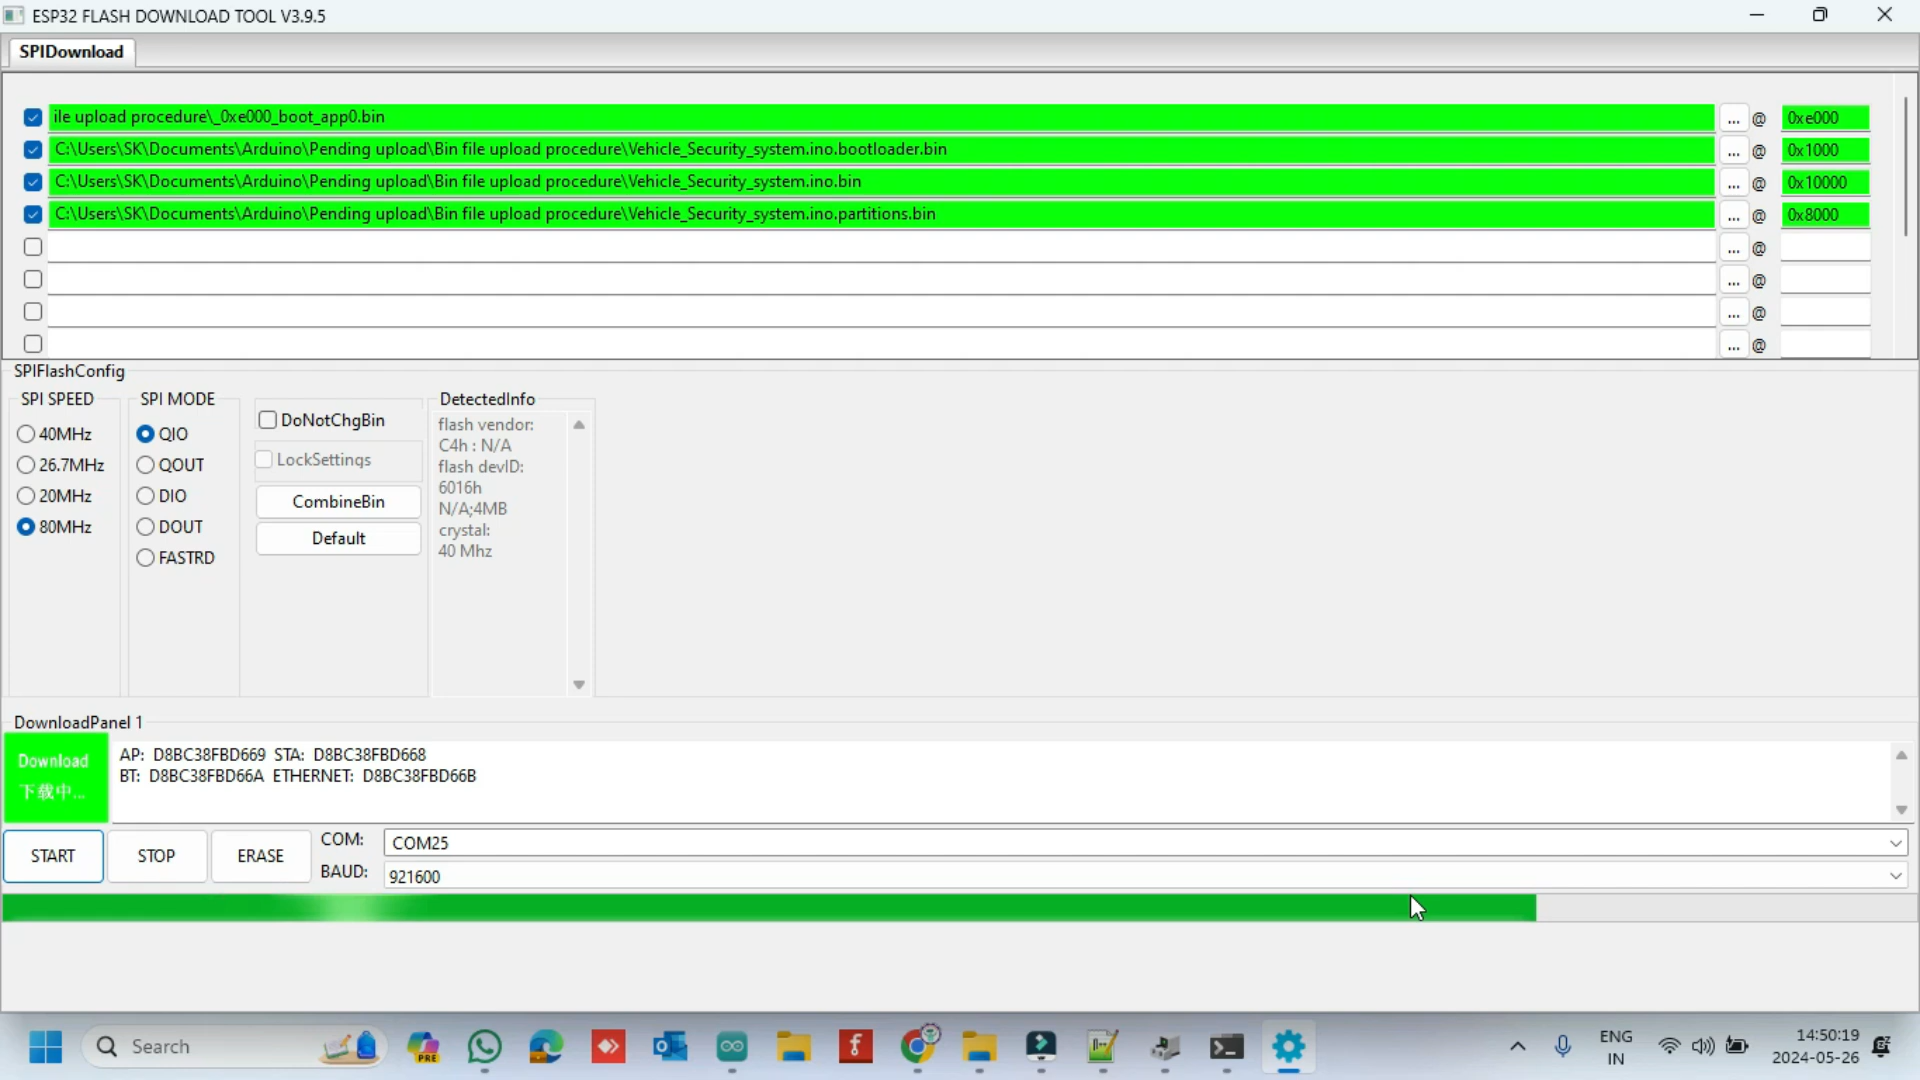 ESP32 FLASH DOWNLOAD TOOL V3.9.5
SPIDownload
ile upload procedure\_0xe000_boot_app0.bin ... @ 0xe000
C:\Users\SK\Documents\Arduino\Pending upload\Bin file upload procedure\Vehicle_Security_system.ino.bootloader.bin ... @ 0x1000
C:\Users\SK\Documents\Arduino\Pending upload\Bin file upload procedure\Vehicle_Security_system.ino.bin ... @ 0x10000
C:\Users\SK\Documents\Arduino\Pending upload\Bin file upload procedure\Vehicle_Security_system.ino.partitions.bin ... @ 0x8000
... @
... @
... @
... @
SPIFlashConfig
SPI SPEED
40MHz
26.7MHz
20MHz
80MHz
SPI MODE
QIO
QOUT
DIO
DOUT
FASTRD
DoNotChgBin
LockSettings
CombineBin
Default
DetectedInfo
flash vendor:
C4h : N/A
flash devID:
6016h
N/A;4MB
crystal:
40 Mhz
DownloadPanel 1
Download
下载中...
AP: D8BC38FBD669 STA: D8BC38FBD668
BT: D8BC38FBD66A ETHERNET: D8BC38FBD66B
START
STOP
ERASE
COM: COM25
BAUD: 921600
Search
PRE
ENG
IN
14:50:19
2024-05-26